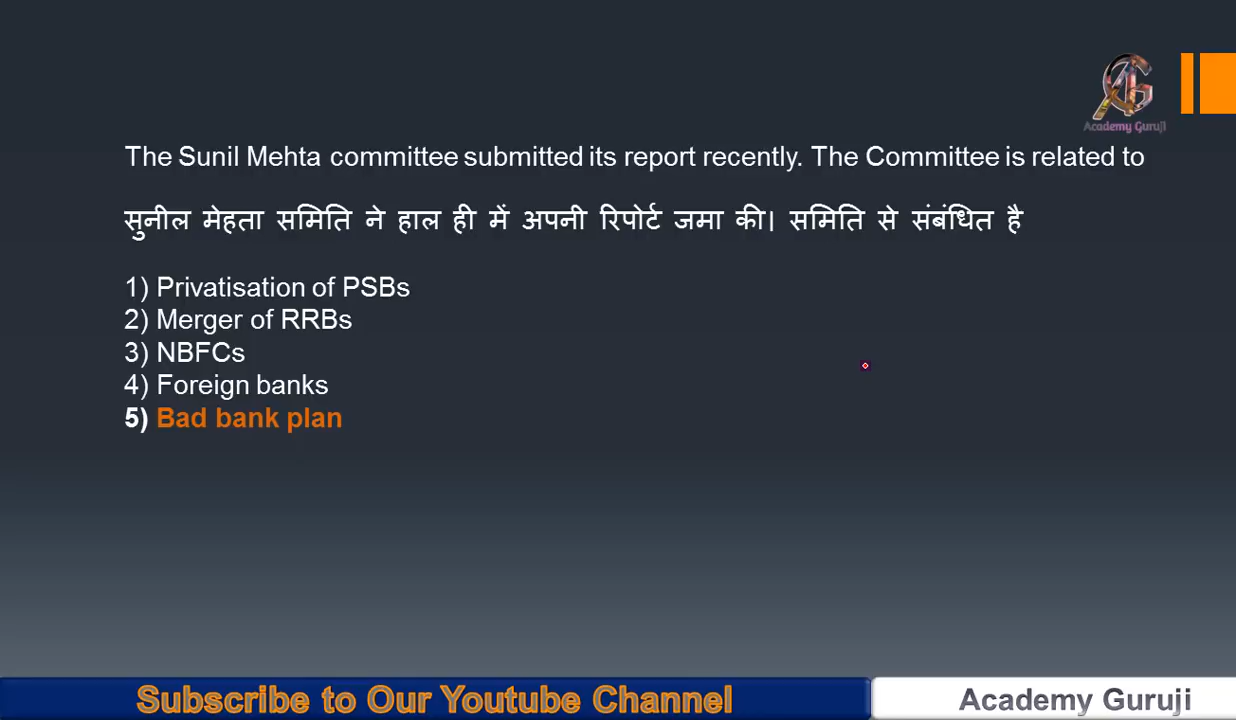 Academy Guruji
The Sunil Mehta committee submitted its report recently. The Committee is related to
सुनील मेहता समिति ने हाल ही में अपनी रिपोर्ट जमा की। समिति से संबंधित है
1) Privatisation of PSBs
2) Merger of RRBs
3) NBFCs
4) Foreign banks
5) Bad bank plan
Subscribe to Our Youtube Channel
Academy Guruji